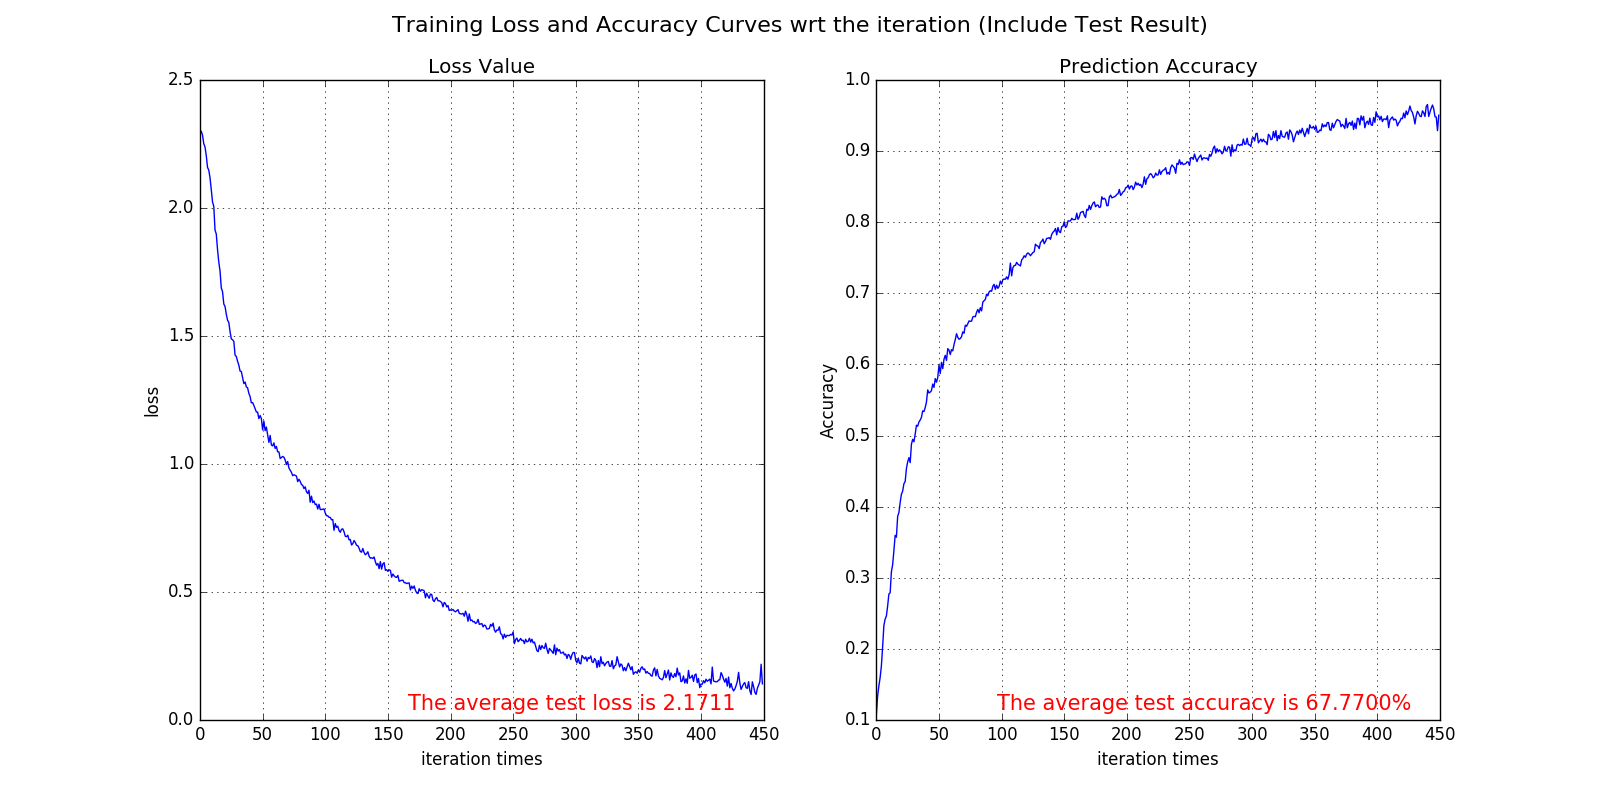 Training Loss and Accuracy Curves wrt the iteration (Include Test Result)
Loss Value
2.5
2.0
1.5
1.0
0.5
0.0
loss
0 50 100 150 200 250 300 350 400 450
iteration times
The average test loss is 2.1711
Prediction Accuracy
1.0
0.9
0.8
0.7
0.6
0.5
0.4
0.3
0.2
0.1
Accuracy
0 50 100 150 200 250 300 350 400 450
iteration times
The average test accuracy is 67.7700%